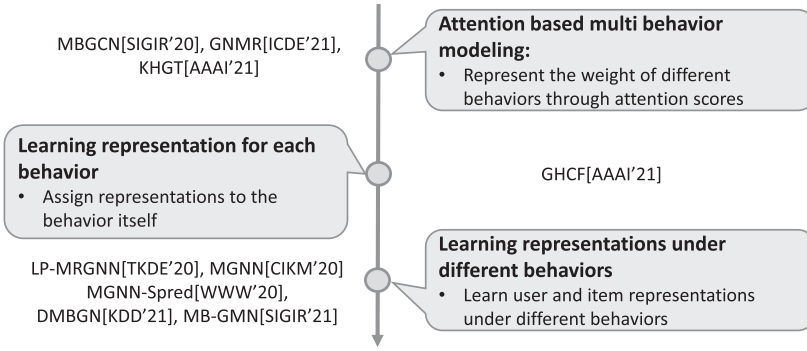 MBGCN[SIGIR'20], GNMR[ICDE'21],
KHGT[AAAI'21]
Attention based multi behavior
modeling:
• Represent the weight of different
behaviors through attention scores
Learning representation for each
behavior
• Assign representations to the
behavior itself
GHCF[AAAI'21]
LP-MRGNN[TKDE'20], MGNN[CIKM'20]
MGNN-Spred[WWW'20],
DMBGN[KDD'21], MB-GMN[SIGIR'21]
Learning representations under
different behaviors
• Learn user and item representations
under different behaviors